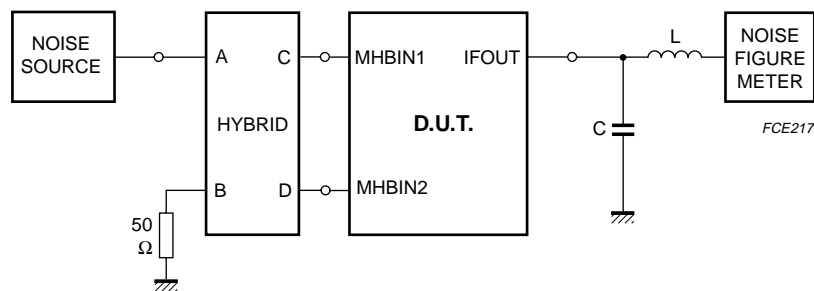 NOISE
SOURCE
A
C
HYBRID
B
D
50
Ω
MHBIN1
IFOUT
D.U.T.
MHBIN2
L
C
NOISE
FIGURE
METER
FCE217